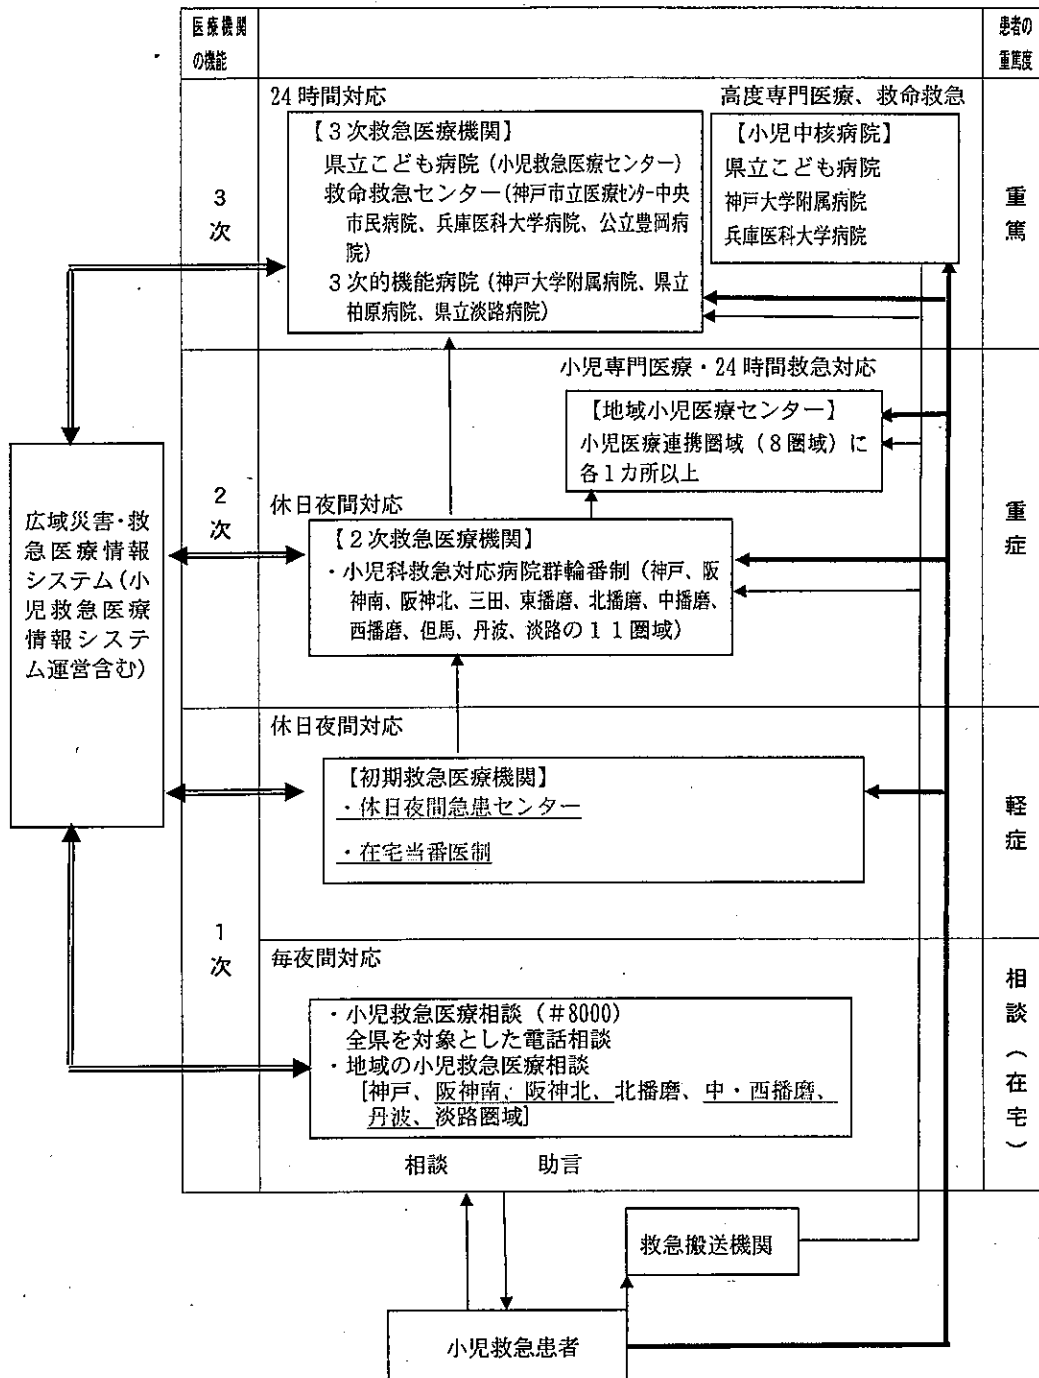 医療機関
の機能
患者の
重篤度
24時間対応
高度専門医療、救命救急
【3次救急医療機関】
県立こども病院（小児救急医療センター）
救命救急センター（神戸市立医療ｾﾝﾀｰ中央
市民病院、兵庫医科大学病院、公立豊岡病
院）
3次的機能病院（神戸大学附属病院、県立
柏原病院、県立淡路病院）
【小児中核病院】
県立こども病院
神戸大学附属病院
兵庫医科大学病院
3
次
重
篤
小児専門医療・24時間救急対応
【地域小児医療センター】
小児医療連携圏域（8圏域）に
各1カ所以上
2
次
休日夜間対応
【2次救急医療機関】
・小児科救急対応病院群輪番制（神戸、阪
神南、阪神北、三田、東播磨、北播磨、中播磨、
西播磨、但馬、丹波、淡路の11圏域）
重
症
広域災害・救
急医療情報
システム（小
児救急医療
情報システ
ム運営含む）
休日夜間対応
【初期救急医療機関】
・休日夜間急患センター
・在宅当番医制
軽
症
1
次
毎夜間対応
・小児救急医療相談（＃8000）
全県を対象とした電話相談
・地域の小児救急医療相談
[神戸、阪神南、阪神北、北播磨、中・西播磨、
丹波、淡路圏域]
相談　助言
相
談
（
在
宅
）
救急搬送機関
小児救急患者